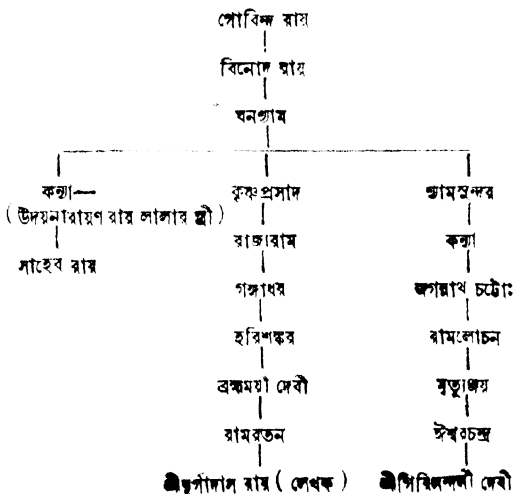 গোবিন্দ রায়
বিনোদ রায়
ঘনশ্যাম
কন্যা— কৃষ্ণপ্রসাদ শ্যামসুন্দর
( উদয়নারায়ণ রায় লালার স্ত্রী ) রাজারাম কন্যা
সাহেব রায় গঙ্গাধর জগন্নাথ চট্টোঃ
হরিশঙ্কর রামলোচন
ব্রহ্মময়ী দেবী মৃত্যুঞ্জয়
রামরতন ঈশ্বরচন্দ্র
শ্রীদুর্গাদাস রায় ( লেখক ) শ্রীগিরিনন্দিনী দেবী